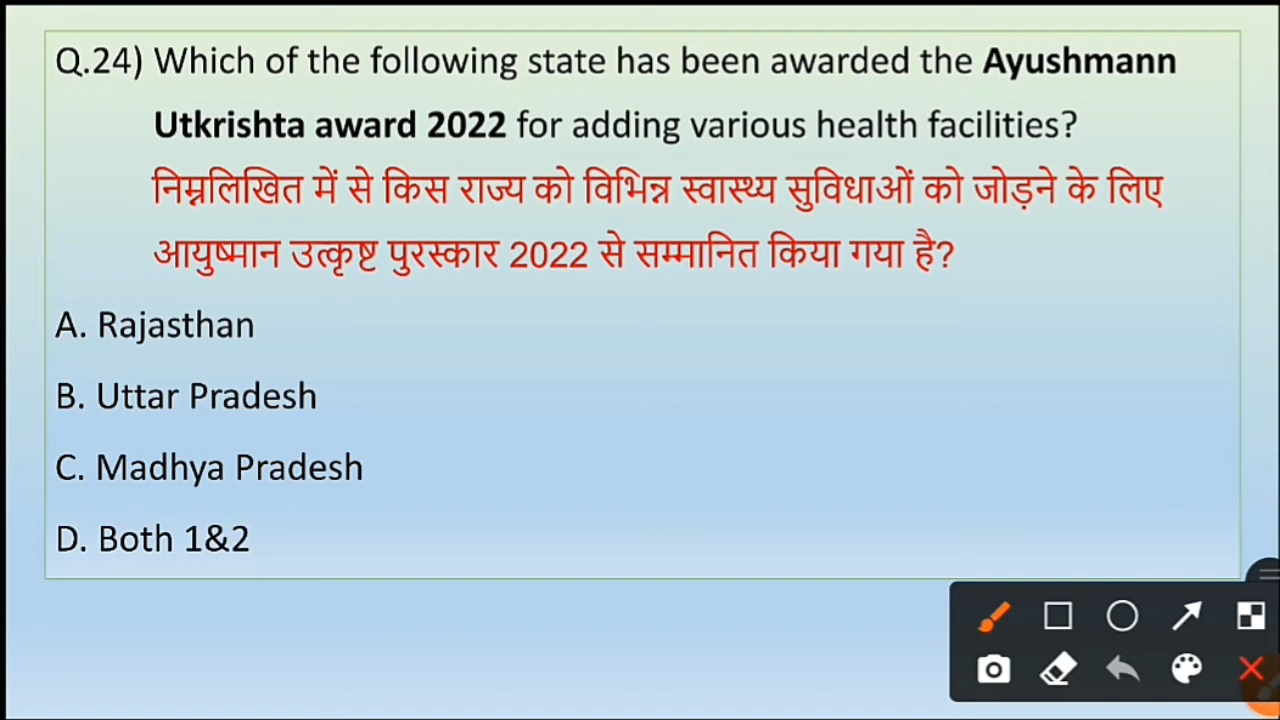 Q.24) Which of the following state has been awarded the Ayushmann
Utkrishta award 2022 for adding various health facilities?
निम्नलिखित में से किस राज्य को विभिन्न स्वास्थ्य सुविधाओं को जोड़ने के लिए
आयुष्मान उत्कृष्ट पुरस्कार 2022 से सम्मानित किया गया है?
A. Rajasthan
B. Uttar Pradesh
C. Madhya Pradesh
D. Both 1&2